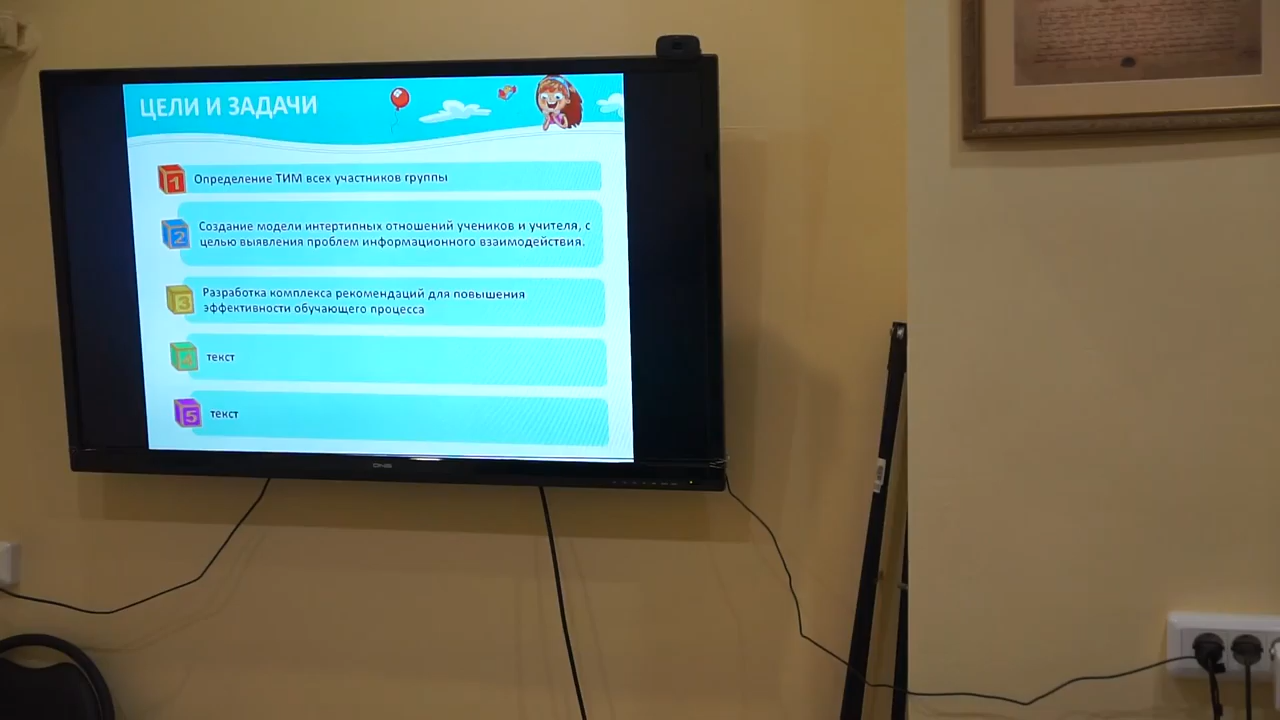 ЦЕЛИ И ЗАДАЧИ
1
Определение ТИМ всех участников группы
2
Создание модели интертипных отношений учеников и учителя, с
целью выявления проблем информационного взаимодействия.
3
Разработка комплекса рекомендаций для повышения
эффективности обучающего процесса
4
текст
5
текст
DNS